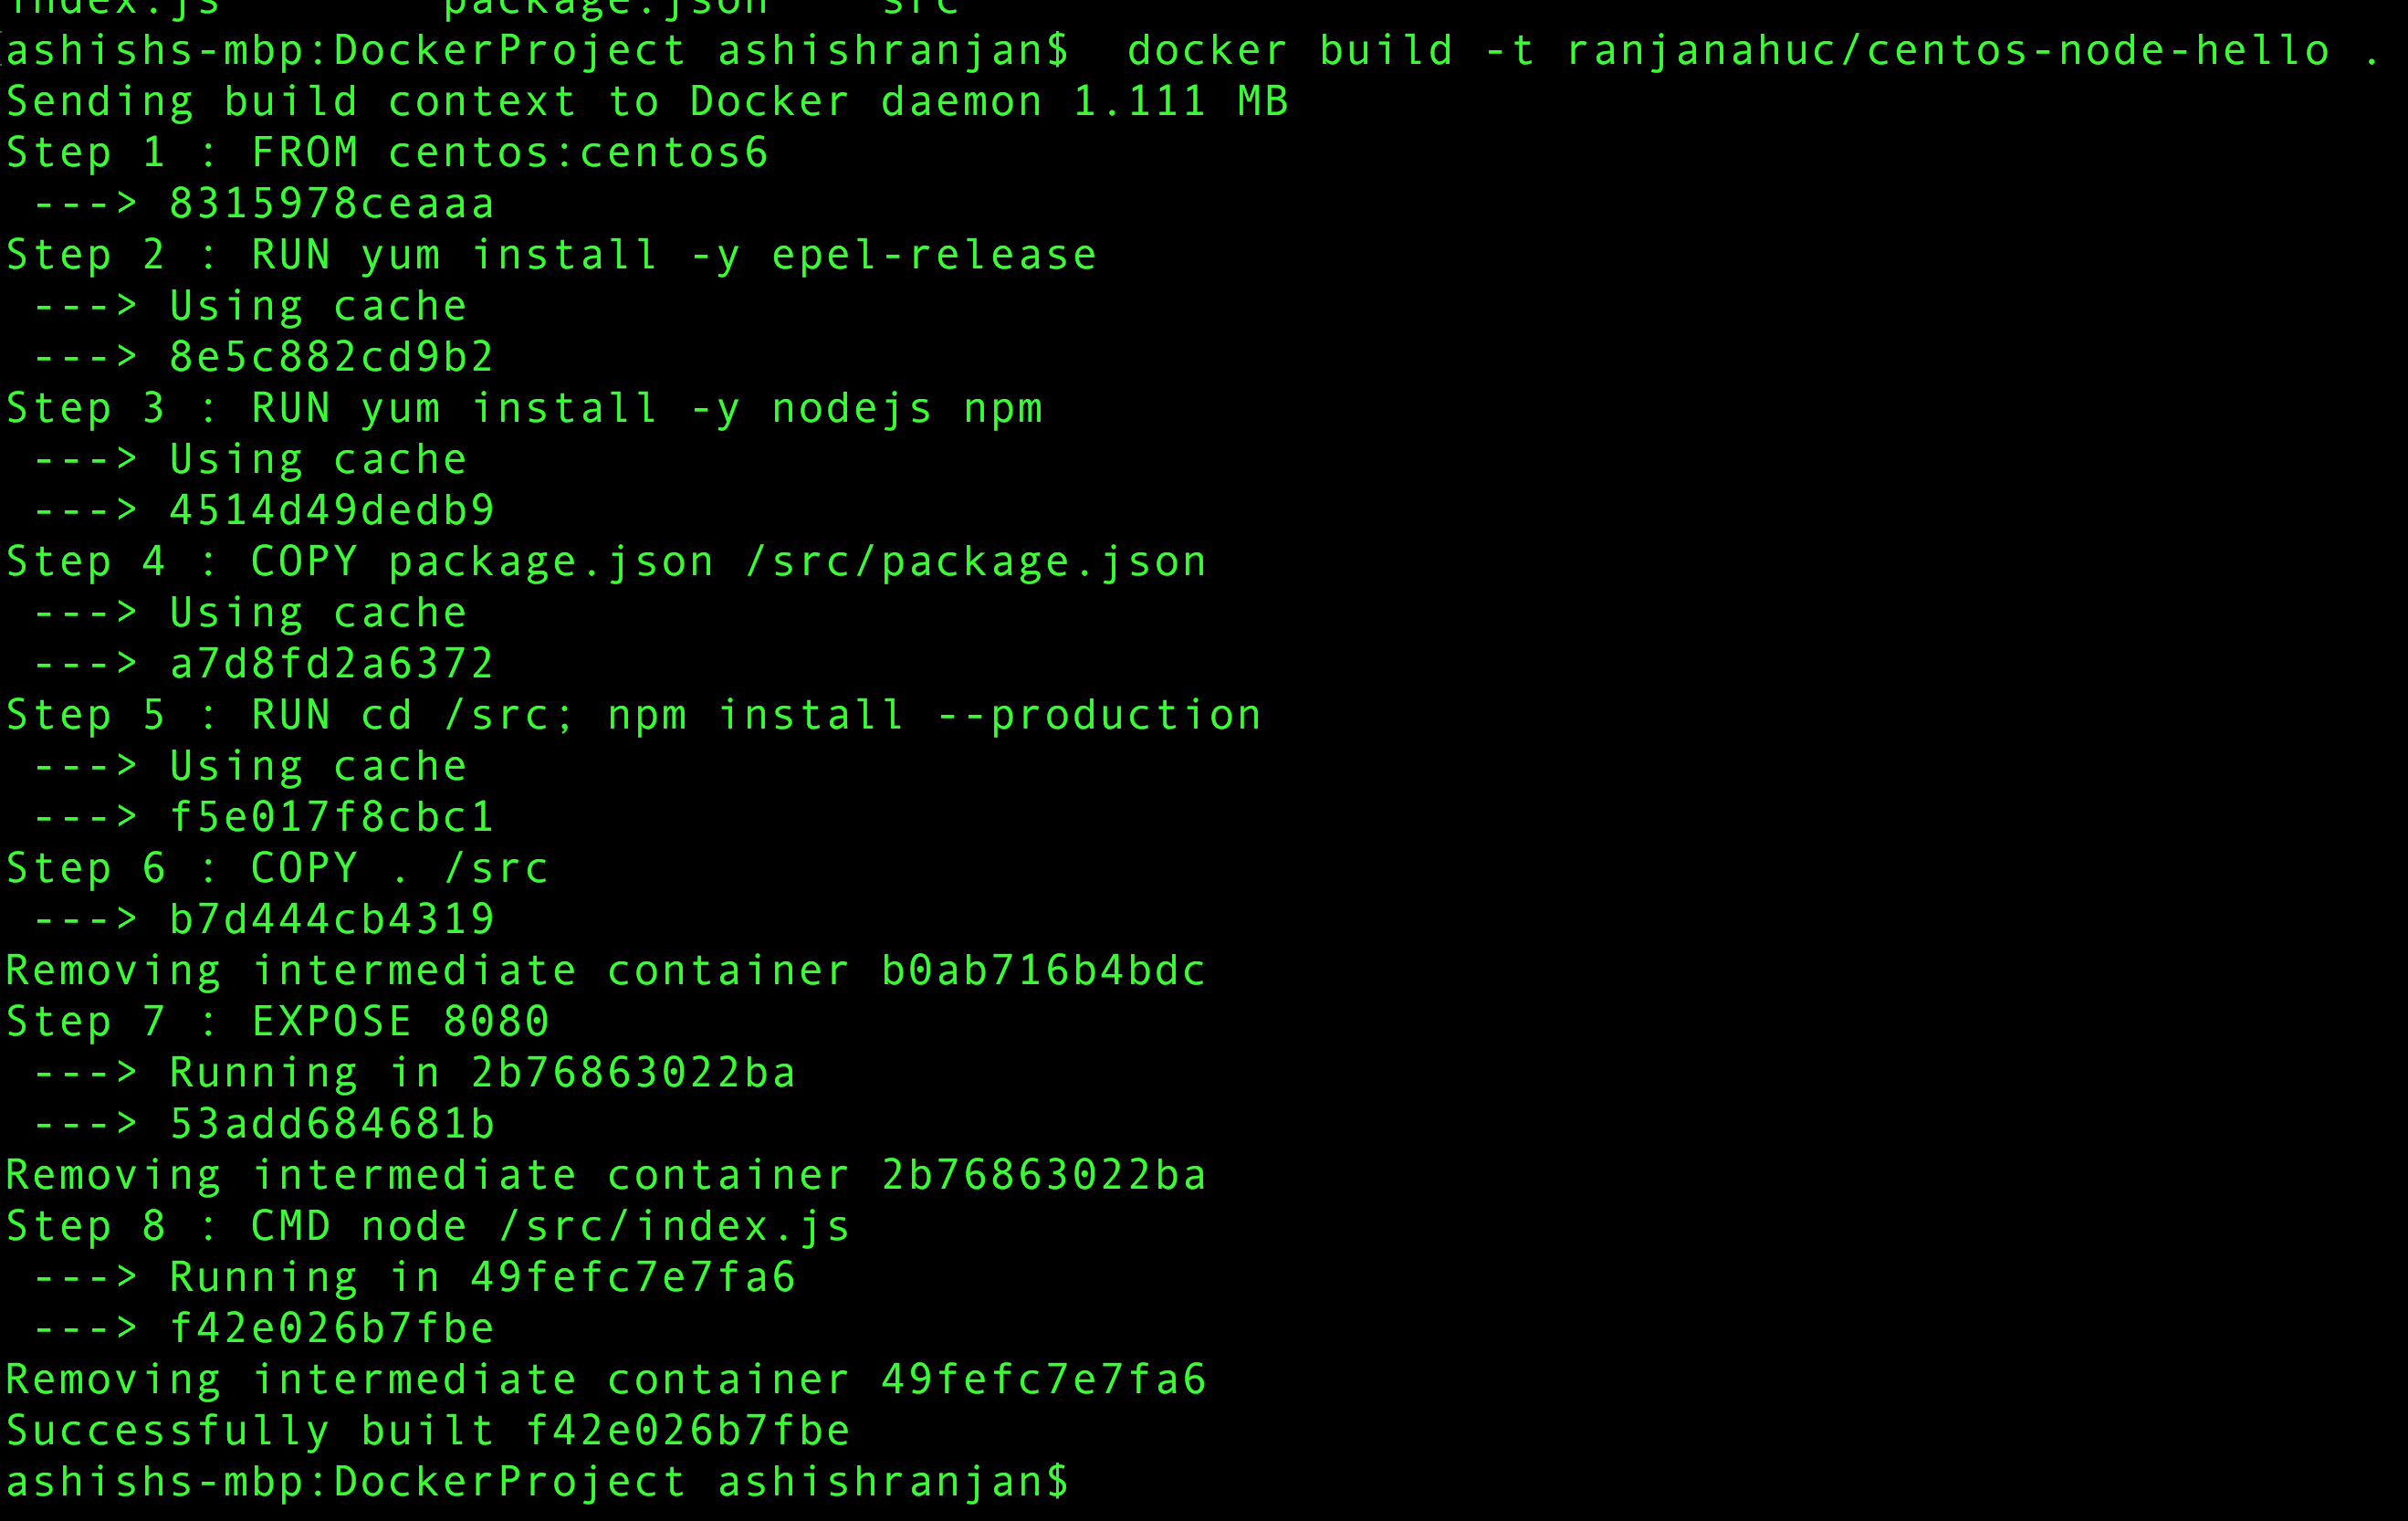 index.js        package.json    src
ashishs-mbp:DockerProject ashishranjan$  docker build -t ranjanahuc/centos-node-hello .
Sending build context to Docker daemon 1.111 MB
Step 1 : FROM centos:centos6
 ---> 8315978ceaaa
Step 2 : RUN yum install -y epel-release
 ---> Using cache
 ---> 8e5c882cd9b2
Step 3 : RUN yum install -y nodejs npm
 ---> Using cache
 ---> 4514d49dedb9
Step 4 : COPY package.json /src/package.json
 ---> Using cache
 ---> a7d8fd2a6372
Step 5 : RUN cd /src; npm install --production
 ---> Using cache
 ---> f5e017f8cbc1
Step 6 : COPY . /src
 ---> b7d444cb4319
Removing intermediate container b0ab716b4bdc
Step 7 : EXPOSE 8080
 ---> Running in 2b76863022ba
 ---> 53add684681b
Removing intermediate container 2b76863022ba
Step 8 : CMD node /src/index.js
 ---> Running in 49fefc7e7fa6
 ---> f42e026b7fbe
Removing intermediate container 49fefc7e7fa6
Successfully built f42e026b7fbe
ashishs-mbp:DockerProject ashishranjan$